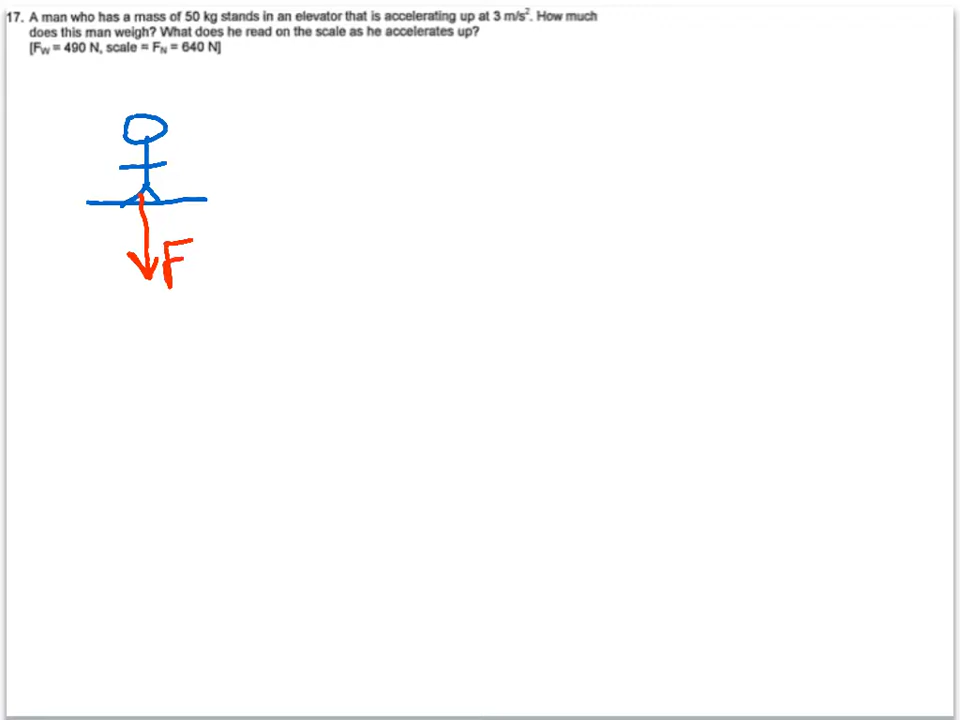 17. A man who has a mass of 50 kg stands in an elevator that is accelerating up at 3 m/s². How much
does this man weigh? What does he read on the scale as he accelerates up?
[Fw = 490 N, scale = FN = 640 N]
F